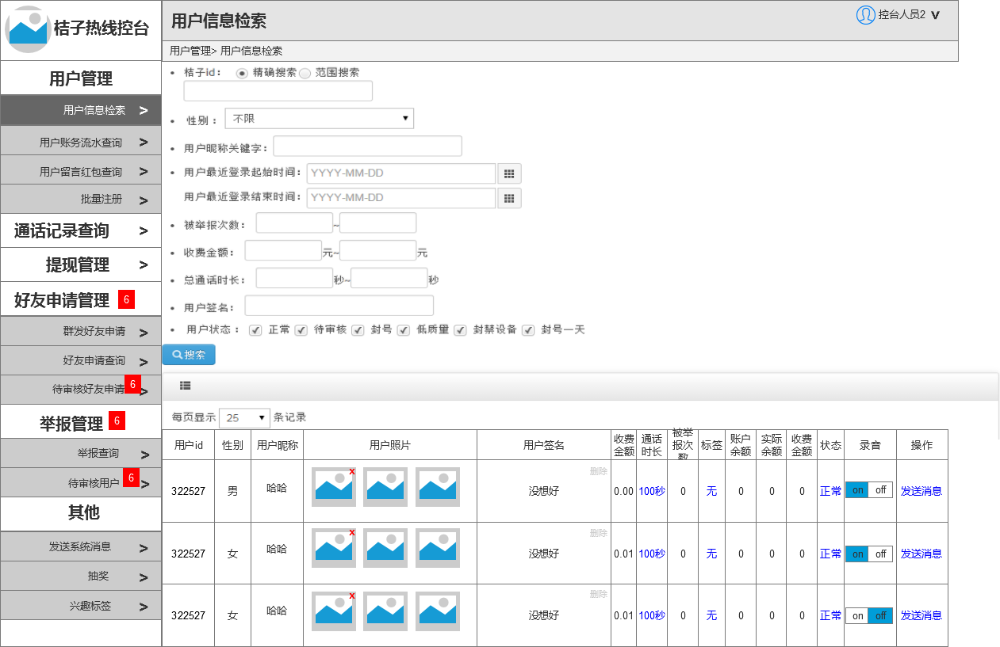 桔子热线控台
用户信息检索
控台人员2 ∨
用户管理> 用户信息检索
用户管理
用户信息检索 >
用户账务流水查询 >
用户留言红包查询 >
批量注册 >
通话记录查询 >
提现管理 >
好友申请管理 6
群发好友申请 >
好友申请查询 >
待审核好友申请 6 >
举报管理 6
举报查询 >
待审核用户 6 >
其他
发送系统消息 >
抽奖 >
兴趣标签 >
• 桔子id： 精确搜索 范围搜索
• 性别： 不限
• 用户昵称关键字：
• 用户最近登录起始时间： YYYY-MM-DD
用户最近登录结束时间： YYYY-MM-DD
• 被举报次数： ~
• 收费金额： 元~ 元
• 总通话时长： 秒~ 秒
• 用户签名：
• 用户状态： 正常 待审核 封号 低质量 封禁设备 封号一天
搜索
每页显示 25 条记录
用户id 性别 用户昵称 用户照片 用户签名 收费金额 通话时长 被举报次数 标签 账户余额 实际余额 收费金额 状态 录音 操作
322527 男 哈哈 x 没想好 删除 0.00 100秒 0 无 0 0 0 正常 on off 发送消息
322527 女 哈哈 x 没想好 删除 0.01 100秒 0 无 0 0 0 正常 on off 发送消息
322527 女 哈哈 x 没想好 删除 0.01 100秒 0 无 0 0 0 正常 on off 发送消息